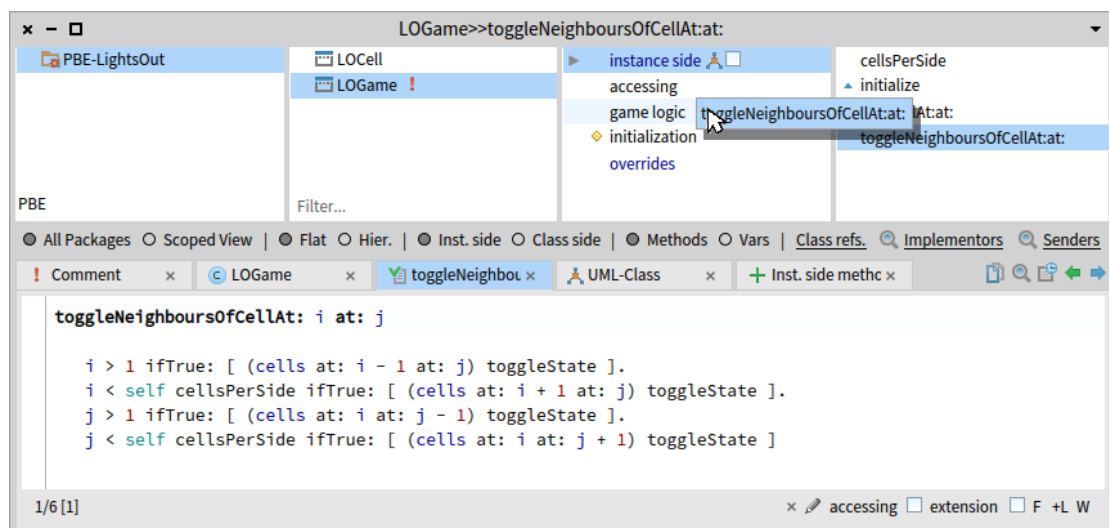 LOGame>>toggleNeighboursOfCellAt:at:
PBE-LightsOut
LOCell
LOGame !
instance side
accessing
game logic
initialization
overrides
toggleNeighboursOfCellAt:at:
cellsPerSide
initialize
At:at:
toggleNeighboursOfCellAt:at:
PBE
Filter...
All Packages Scoped View | Flat Hier. | Inst. side Class side | Methods Vars | Class refs. Implementors Senders
! Comment × C LOGame × toggleNeighbou × UML-Class × Inst. side methc ×
toggleNeighboursOfCellAt: i at: j
i > 1 ifTrue: [ (cells at: i - 1 at: j) toggleState ].
i < self cellsPerSide ifTrue: [ (cells at: i + 1 at: j) toggleState ].
j > 1 ifTrue: [ (cells at: i at: j - 1) toggleState ].
j < self cellsPerSide ifTrue: [ (cells at: i at: j + 1) toggleState ]
1/6 [1] × accessing extension F +L W